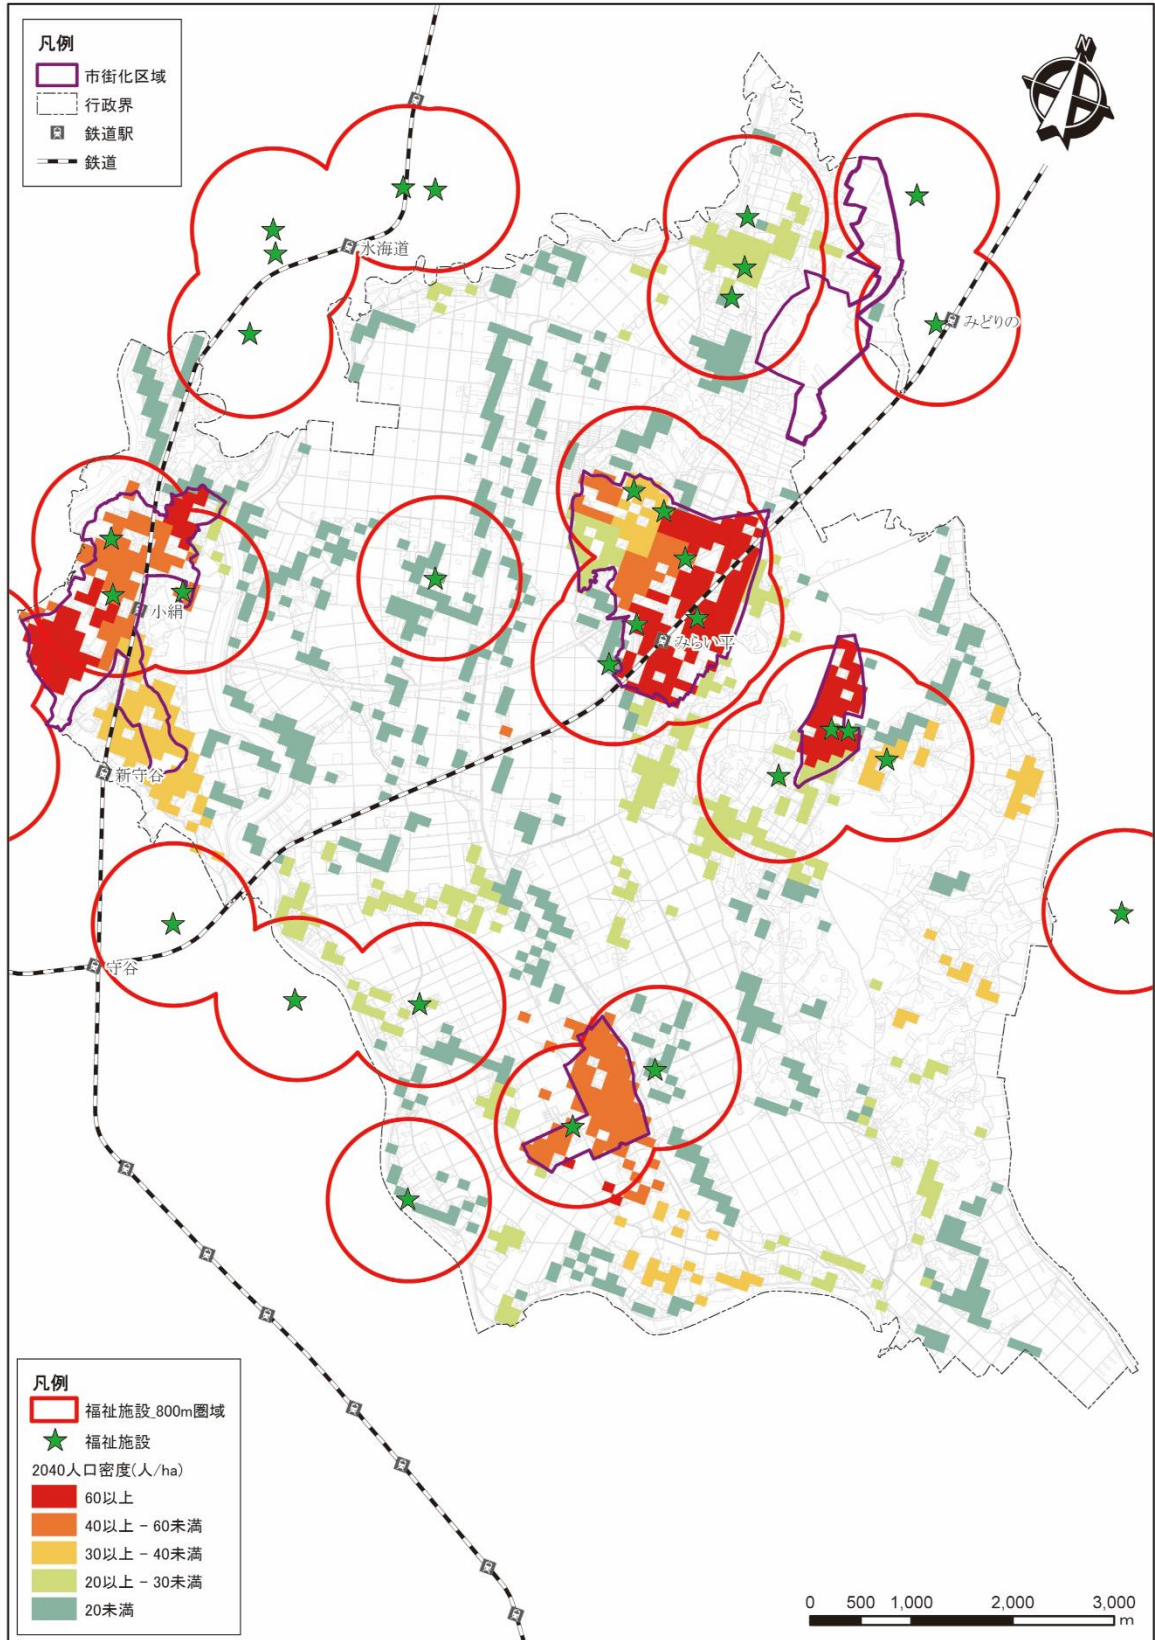 凡例
市街化区域
行政界
鉄道駅
鉄道
N
水海道
みどりの
小絹
みらい平
新守谷
守谷
凡例
福祉施設_800m圏域
福祉施設
2040人口密度(人/ha)
60以上
40以上 - 60未満
30以上 - 40未満
20以上 - 30未満
20未満
0 500 1,000 2,000 3,000
m